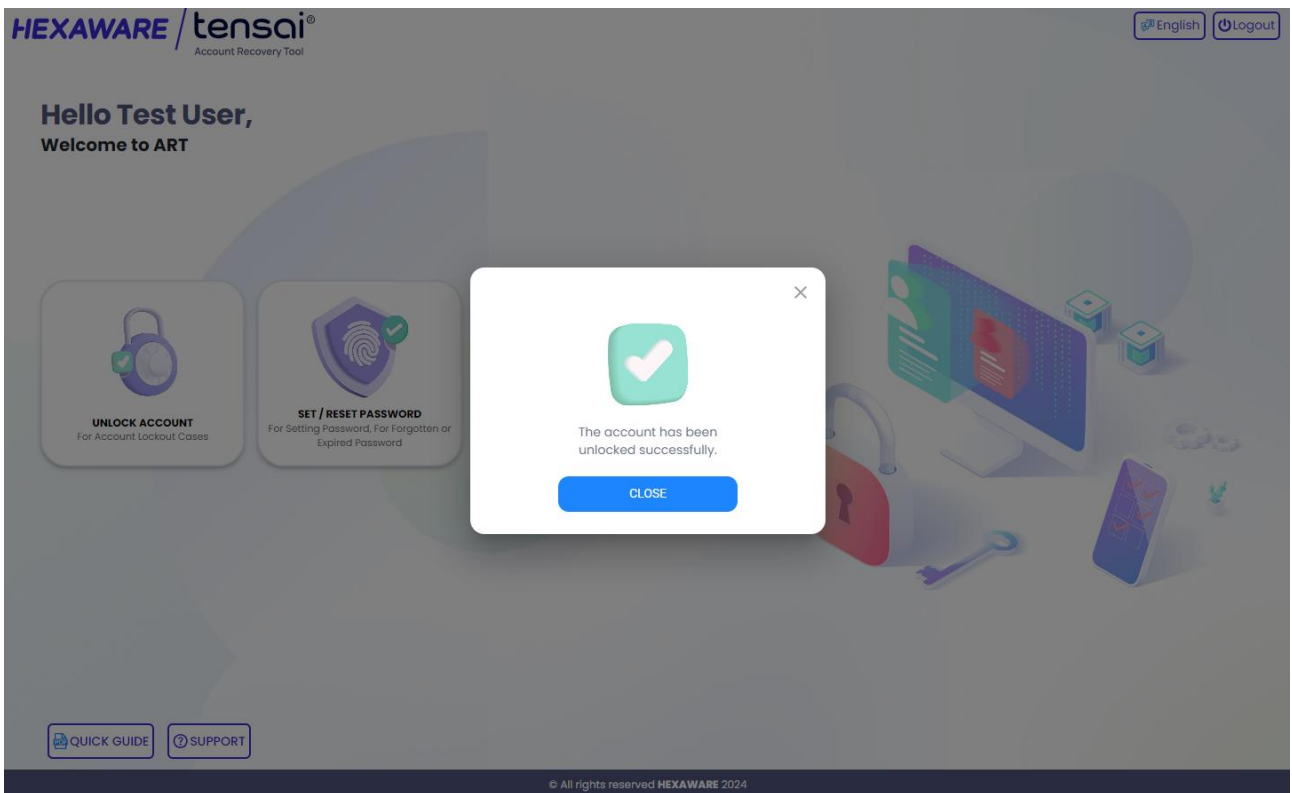 HEXAWARE / tensai®
Account Recovery Tool
English
Logout
Hello Test User,
Welcome to ART
UNLOCK ACCOUNT
For Account Lockout Cases
SET / RESET PASSWORD
For Setting Password, For Forgotten or
Expired Password
The account has been
unlocked successfully.
CLOSE
QUICK GUIDE
SUPPORT
© All rights reserved HEXAWARE 2024